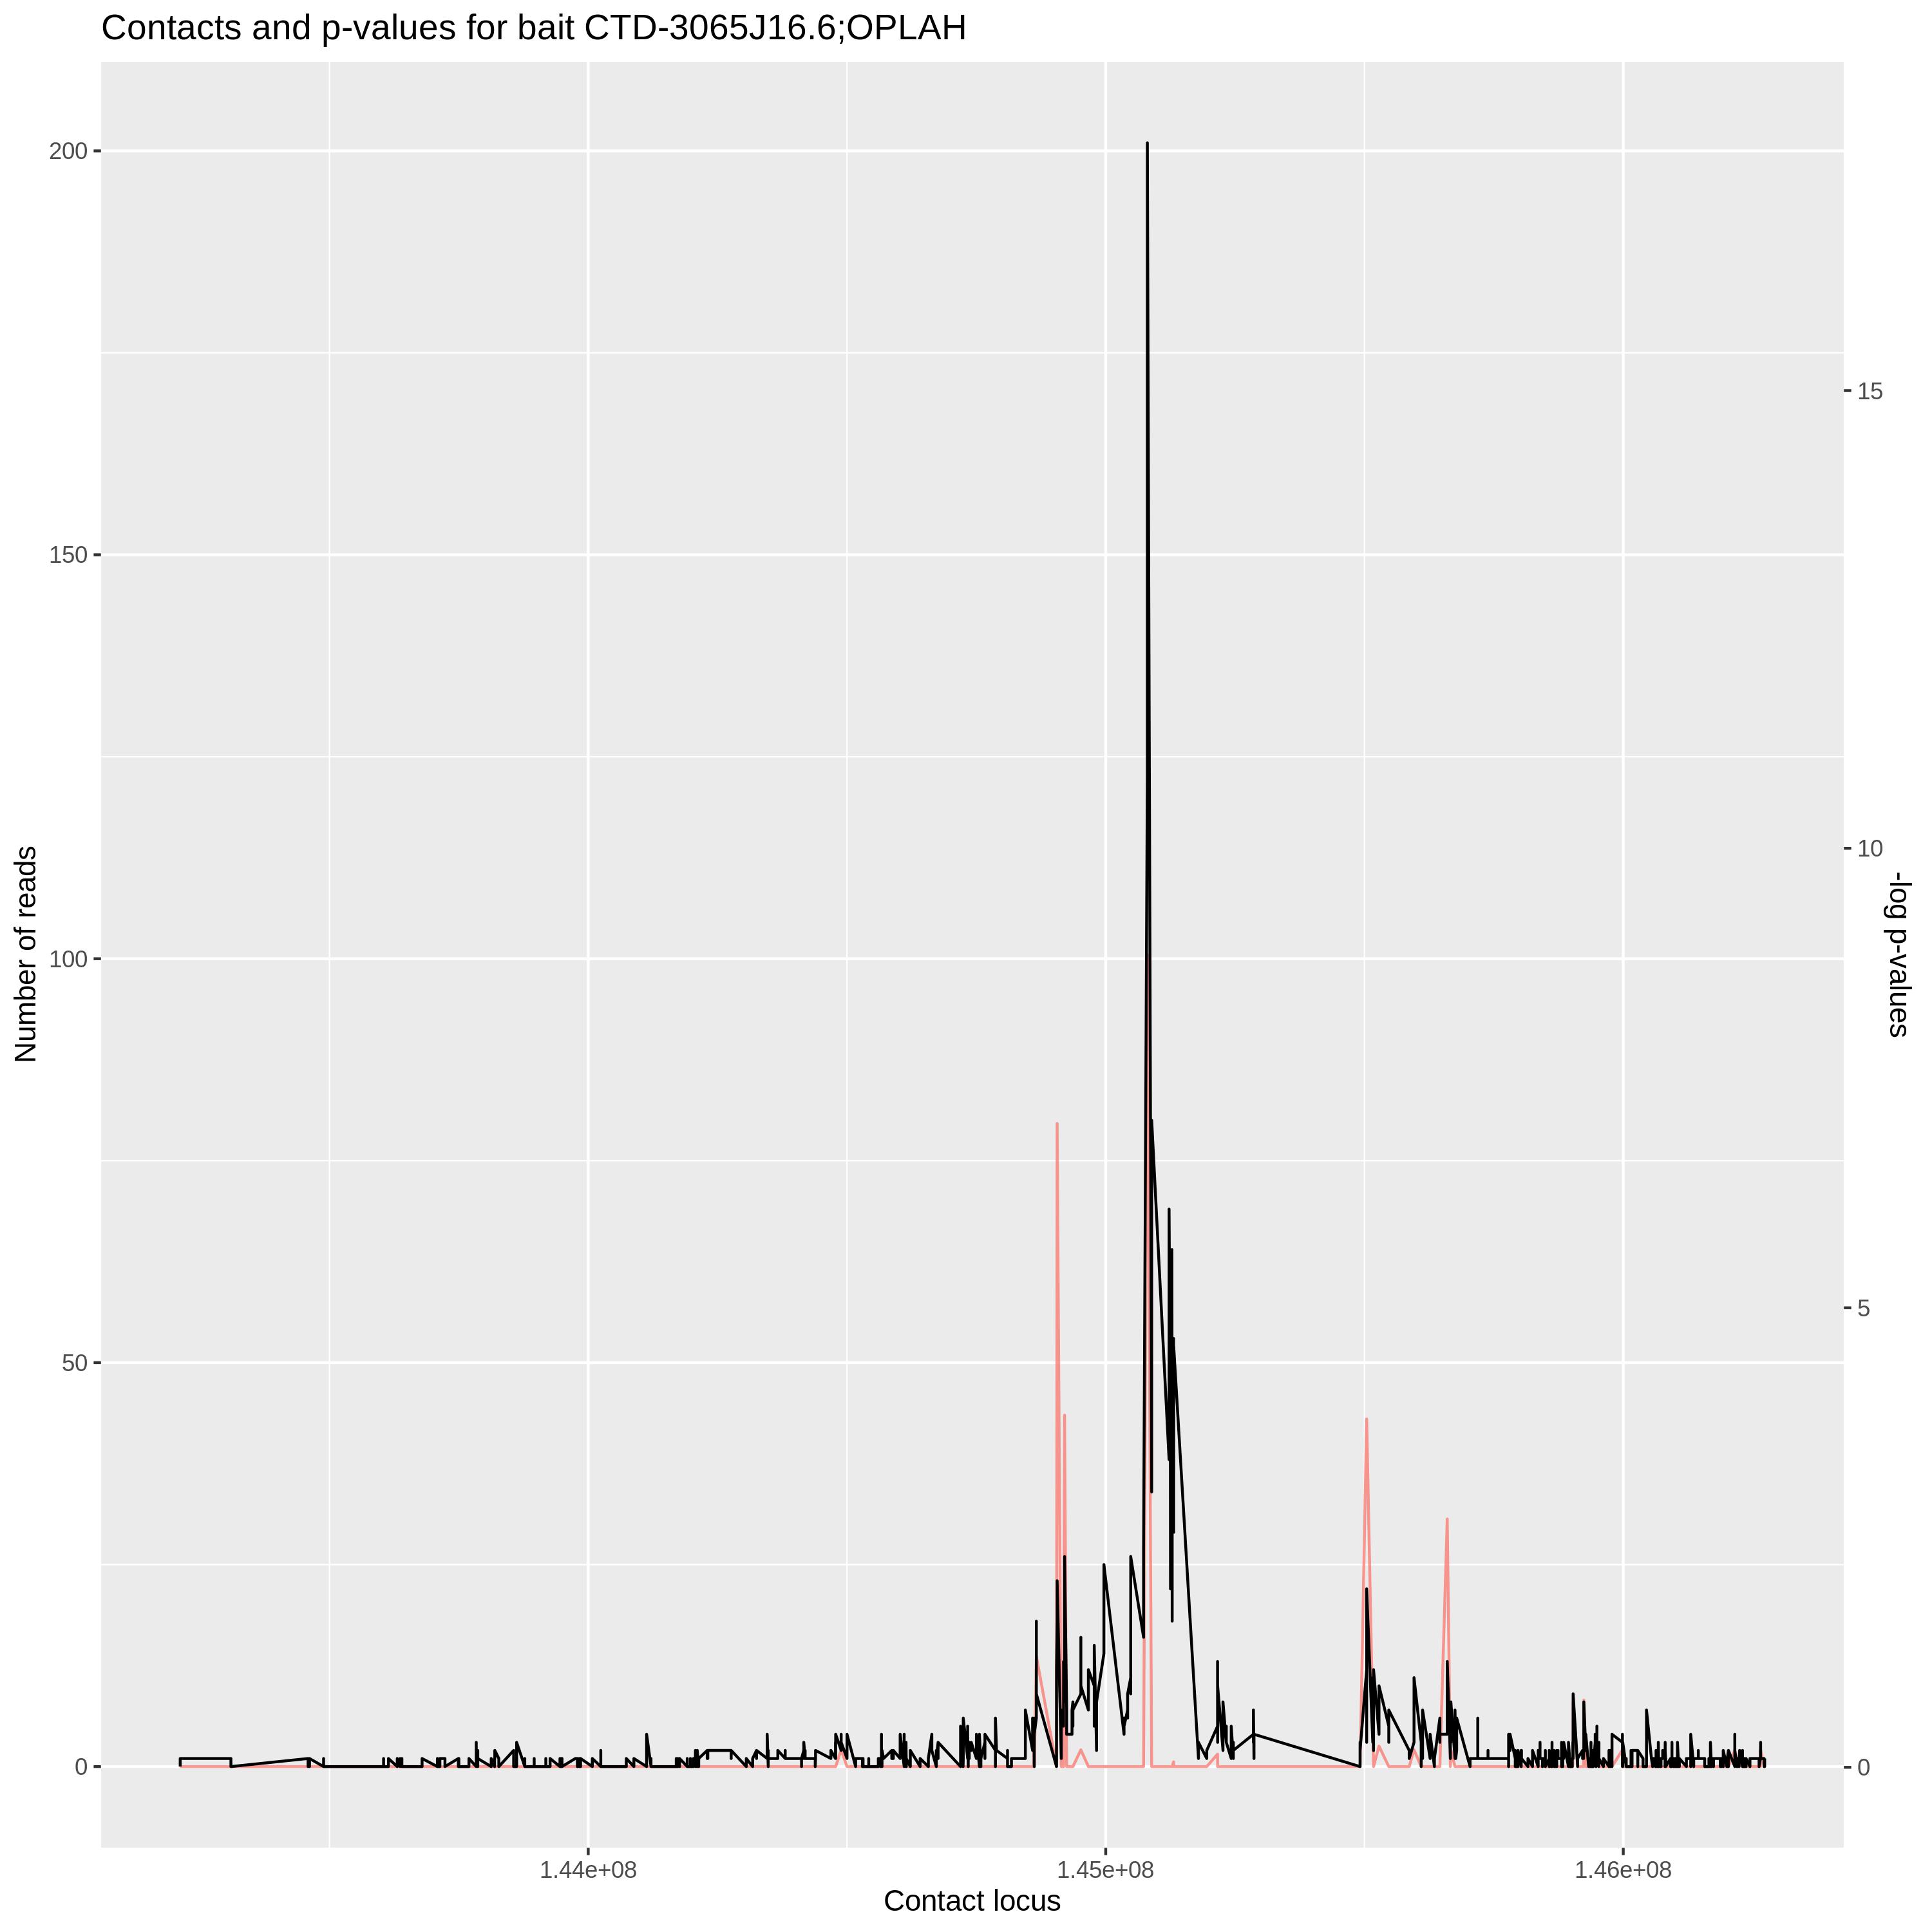 Contacts and p-values for bait CTD-3065J16.6;OPLAH
200
150
100
50
0
Number of reads
15
10
5
0
-log p-values
1.44e+08
1.45e+08
1.46e+08
Contact locus